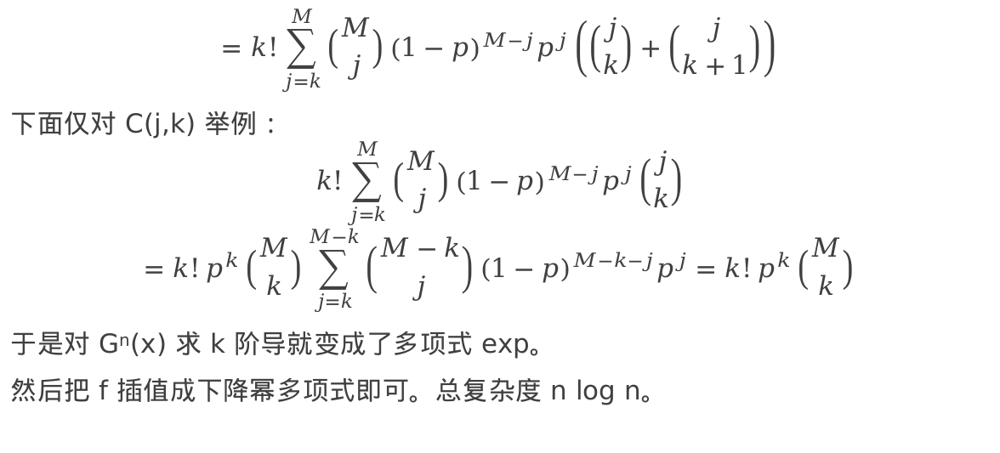 = k! \sum_{j=k}^{M} \binom{M}{j} (1 − p)^{M−j} p^j \left( \binom{j}{k} + \binom{j}{k + 1} \right)
下面仅对 C(j,k) 举例：
k! \sum_{j=k}^{M} \binom{M}{j} (1 − p)^{M−j} p^j \binom{j}{k}
= k! p^k \binom{M}{k} \sum_{j=k}^{M−k} \binom{M − k}{j} (1 − p)^{M−k−j} p^j = k! p^k \binom{M}{k}
于是对 Gⁿ(x) 求 k 阶导就变成了多项式 exp。
然后把 f 插值成下降幂多项式即可。总复杂度 n log n。